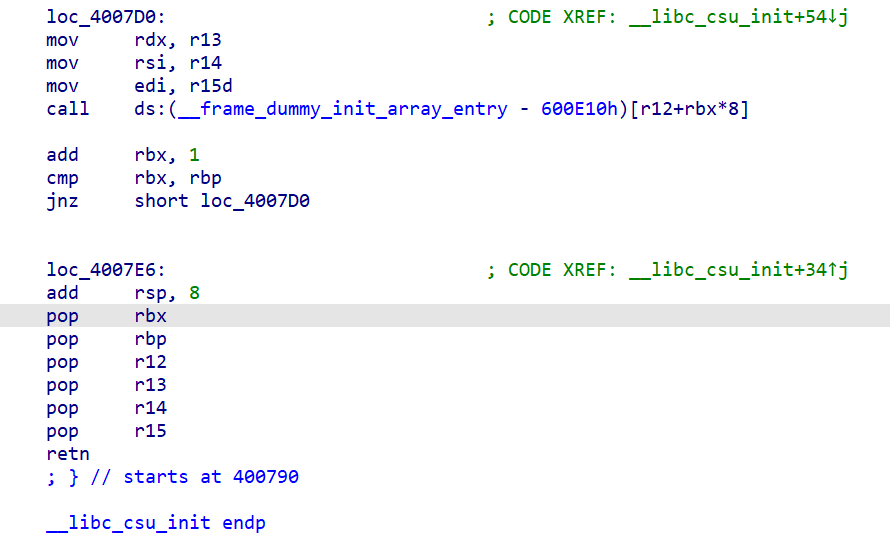 loc_4007D0: ; CODE XREF: __libc_csu_init+54↓j
mov rdx, r13
mov rsi, r14
mov edi, r15d
call ds:(__frame_dummy_init_array_entry - 600E10h)[r12+rbx*8]
add rbx, 1
cmp rbx, rbp
jnz short loc_4007D0
loc_4007E6: ; CODE XREF: __libc_csu_init+34↑j
add rsp, 8
pop rbx
pop rbp
pop r12
pop r13
pop r14
pop r15
retn
; } // starts at 400790
__libc_csu_init endp